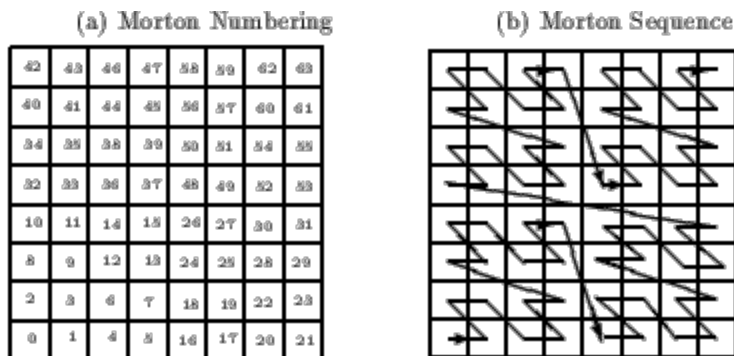 (a) Morton Numbering (b) Morton Sequence
42 43 46 47 58 59 62 63
40 41 44 45 56 57 60 61
34 35 38 39 50 51 54 55
32 33 36 37 48 49 52 53
10 11 14 15 26 27 30 31
8 9 12 13 24 25 28 29
2 3 6 7 18 19 22 23
0 1 4 5 16 17 20 21